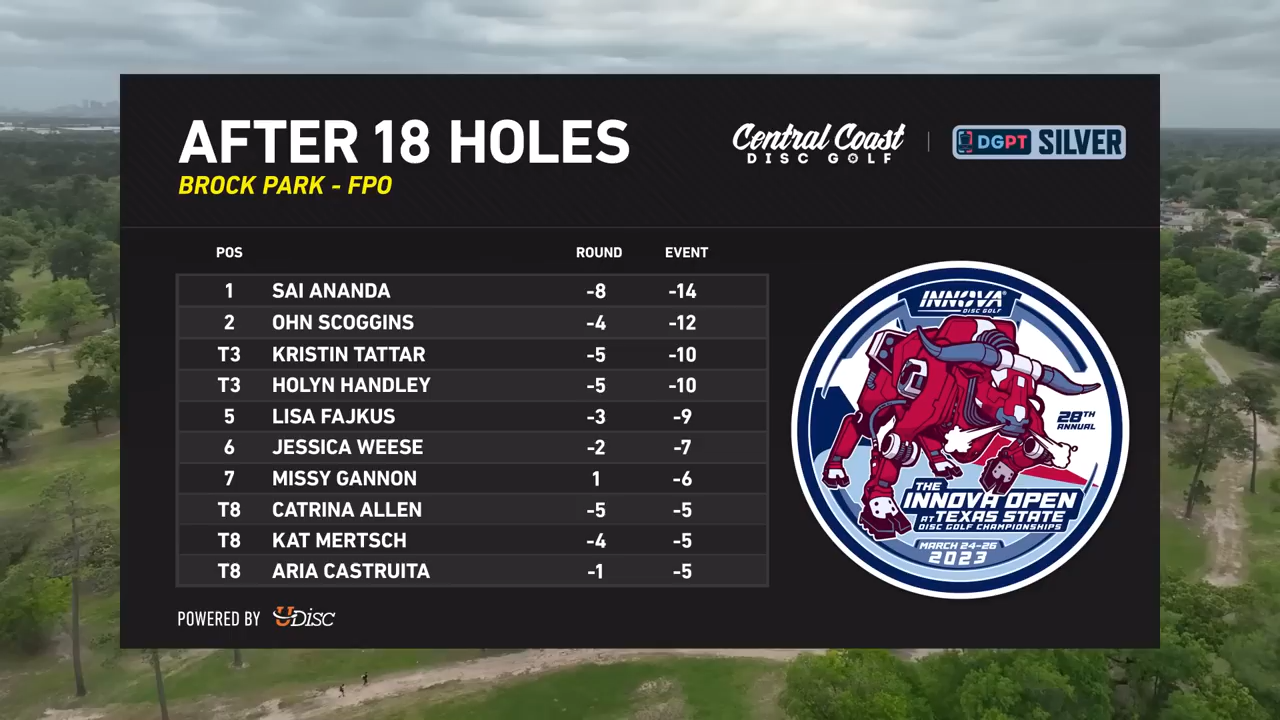 AFTER 18 HOLES
BROCK PARK - FPO
Central Coast
DISC GOLF
DGPT SILVER
POS ROUND EVENT
1 SAI ANANDA -8 -14
2 OHN SCOGGINS -4 -12
T3 KRISTIN TATTAR -5 -10
T3 HOLYN HANDLEY -5 -10
5 LISA FAJKUS -3 -9
6 JESSICA WEESE -2 -7
7 MISSY GANNON 1 -6
T8 CATRINA ALLEN -5 -5
T8 KAT MERTSCH -4 -5
T8 ARIA CASTRUITA -1 -5
POWERED BY UDisc
INNOVA®
DISC GOLF
28TH
ANNUAL
THE
INNOVA OPEN
AT TEXAS STATE
DISC GOLF CHAMPIONSHIPS
MARCH 24-26
2023